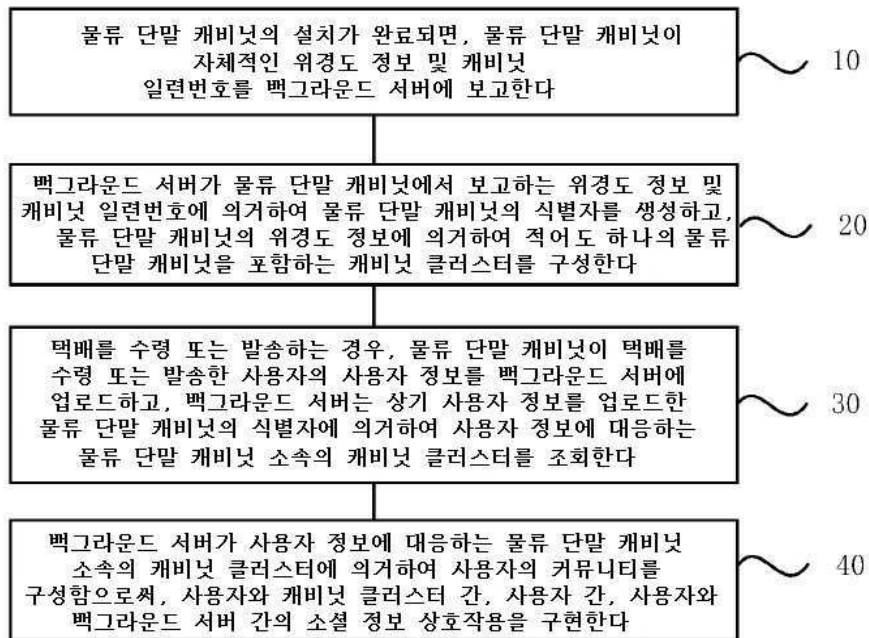 물류 단말 캐비닛의 설치가 완료되면, 물류 단말 캐비닛이
자체적인 위경도 정보 및 캐비닛
일련번호를 백그라운드 서버에 보고한다
10
백그라운드 서버가 물류 단말 캐비닛에서 보고하는 위경도 정보 및
캐비닛 일련번호에 의거하여 물류 단말 캐비닛의 식별자를 생성하고,
물류 단말 캐비닛의 위경도 정보에 의거하여 적어도 하나의 물류
단말 캐비닛을 포함하는 캐비닛 클러스터를 구성한다
20
택배를 수령 또는 발송하는 경우, 물류 단말 캐비닛이 택배를
수령 또는 발송한 사용자의 사용자 정보를 백그라운드 서버에
업로드하고, 백그라운드 서버는 상기 사용자 정보를 업로드한
물류 단말 캐비닛의 식별자에 의거하여 사용자 정보에 대응하는
물류 단말 캐비닛 소속의 캐비닛 클러스터를 조회한다
30
백그라운드 서버가 사용자 정보에 대응하는 물류 단말 캐비닛
소속의 캐비닛 클러스터에 의거하여 사용자의 커뮤니티를
구성함으로써, 사용자와 캐비닛 클러스터 간, 사용자 간, 사용자와
백그라운드 서버 간의 소셜 정보 상호작용을 구현한다
40